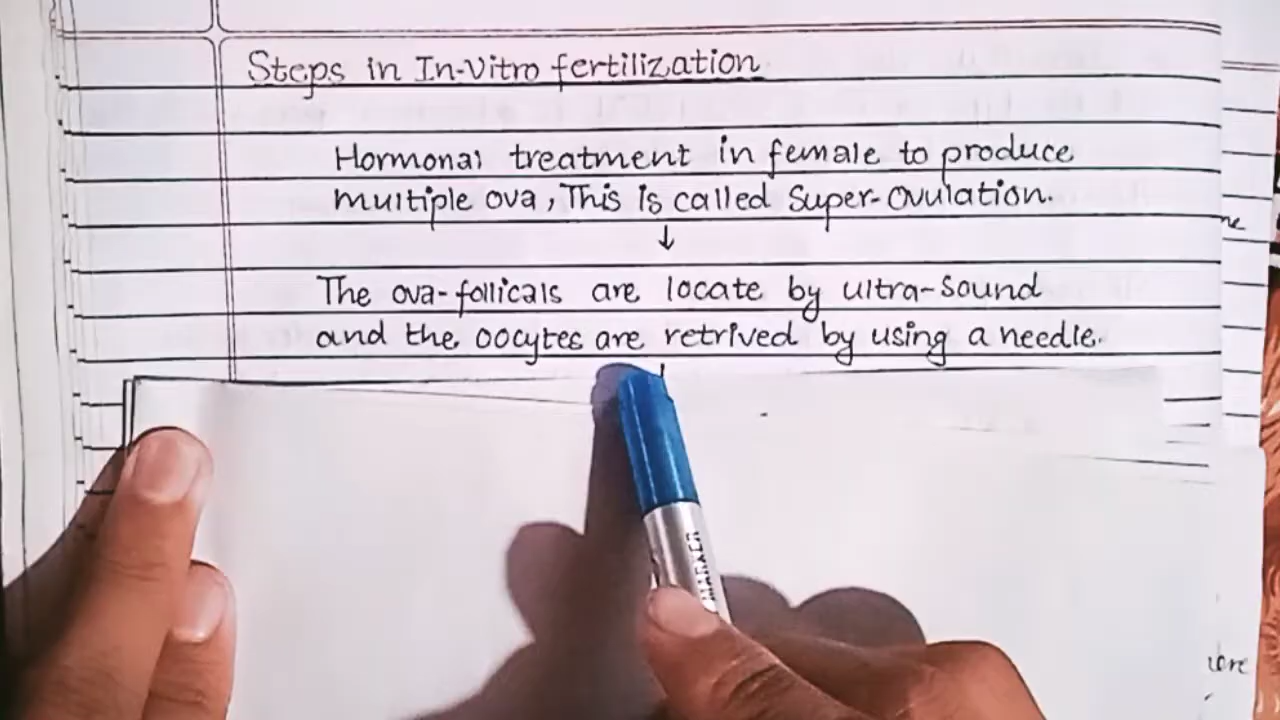 Steps in In-Vitro fertilization
Hormonal treatment in female to produce
multiple ova, This is called Super-Ovulation.
↓
The ova-follicals are locate by ultra-sound
and the oocytes are retrived by using a needle.
MARKER